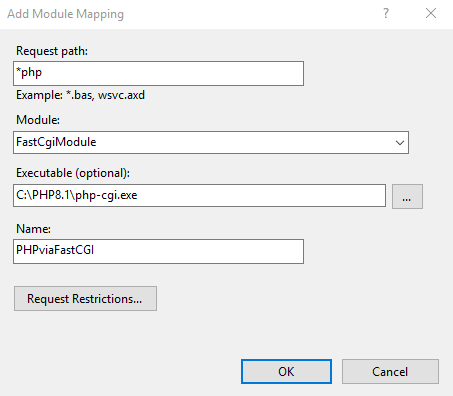 Add Module Mapping
?
Request path:
*php
Example: *.bas, wsvc.axd
Module:
FastCgiModule
Executable (optional):
C:\PHP8.1\php-cgi.exe
...
Name:
PHPviaFastCGI
Request Restrictions...
OK
Cancel